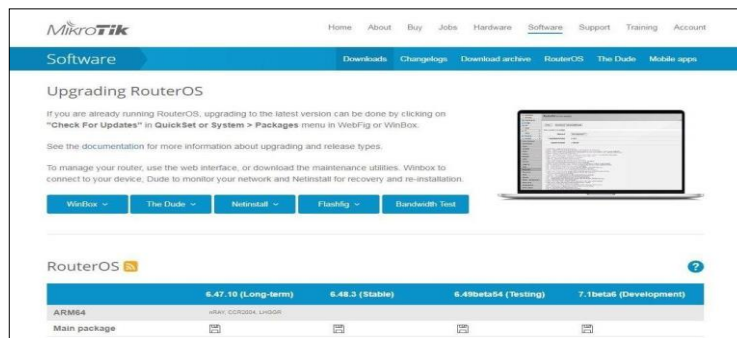 MikroTik
Home About Buy Jobs Hardware Software Support Training Account
Software
Downloads Changelogs Download archive RouterOS The Dude Mobile apps
Upgrading RouterOS
If you are already running RouterOS, upgrading to the latest version can be done by clicking on
"Check For Updates" in QuickSet or System > Packages menu in WebFig or WinBox.
See the documentation for more information about upgrading and release types.
To manage your router, use the web interface, or download the maintenance utilities. Winbox to
connect to your device, Dude to monitor your network and Netinstall for recovery and re-installation.
WinBox The Dude Netinstall Flashfig Bandwidth Test
RouterOS ?
6.47.10 (Long-term) 6.48.3 (Stable) 6.49beta54 (Testing) 7.1beta6 (Development)
ARM64 CCR2004,
Main package